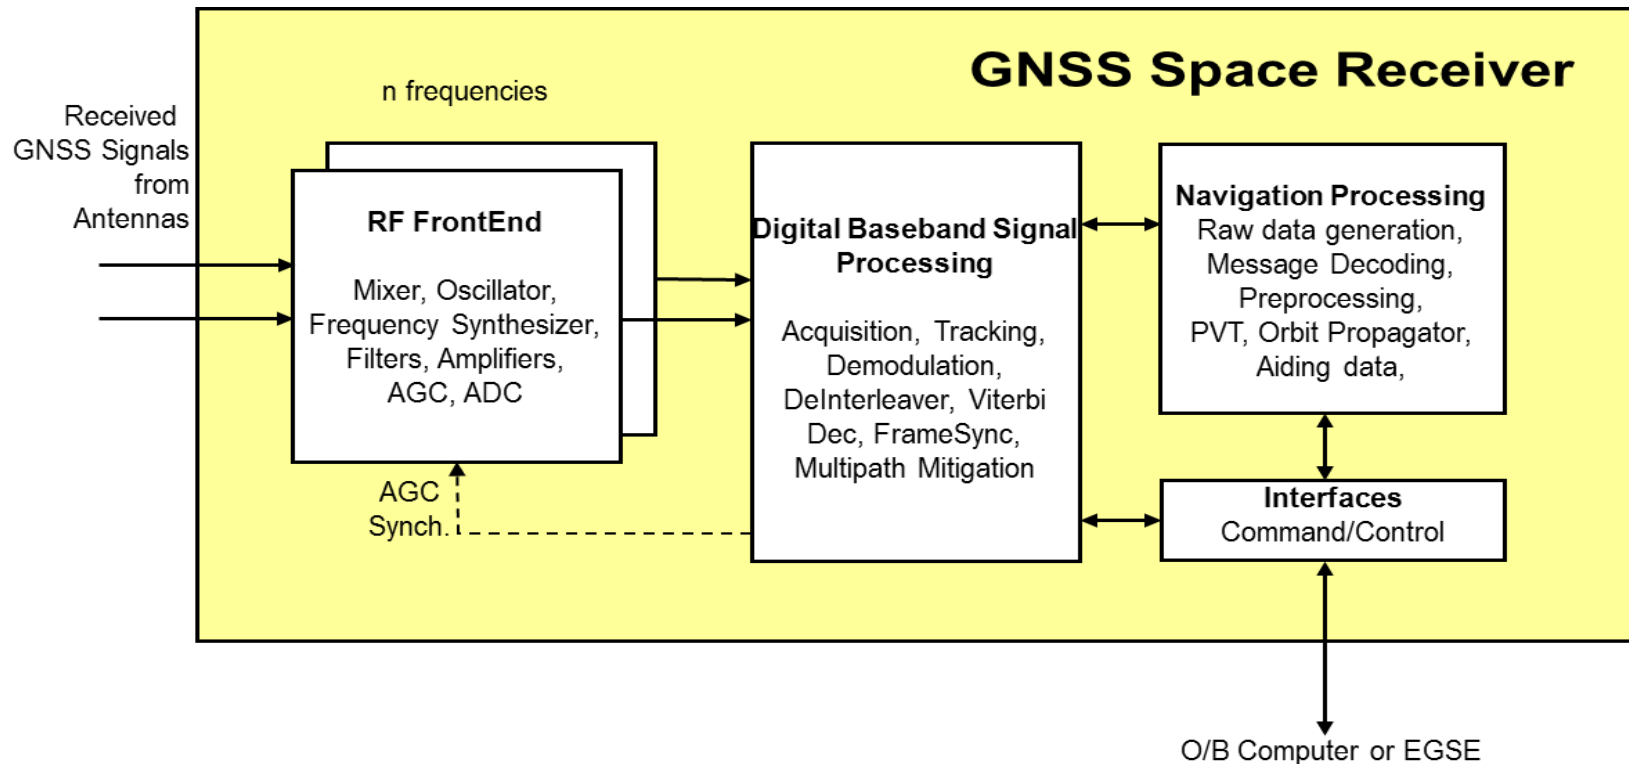 GNSS Space Receiver
n frequencies
Received
GNSS Signals
from
Antennas
RF FrontEnd
Mixer, Oscillator,
Frequency Synthesizer,
Filters, Amplifiers,
AGC, ADC
AGC
Synch.
Digital Baseband Signal
Processing
Acquisition, Tracking,
Demodulation,
DeInterleaver, Viterbi
Dec, FrameSync,
Multipath Mitigation
Navigation Processing
Raw data generation,
Message Decoding,
Preprocessing,
PVT, Orbit Propagator,
Aiding data,
Interfaces
Command/Control
O/B Computer or EGSE